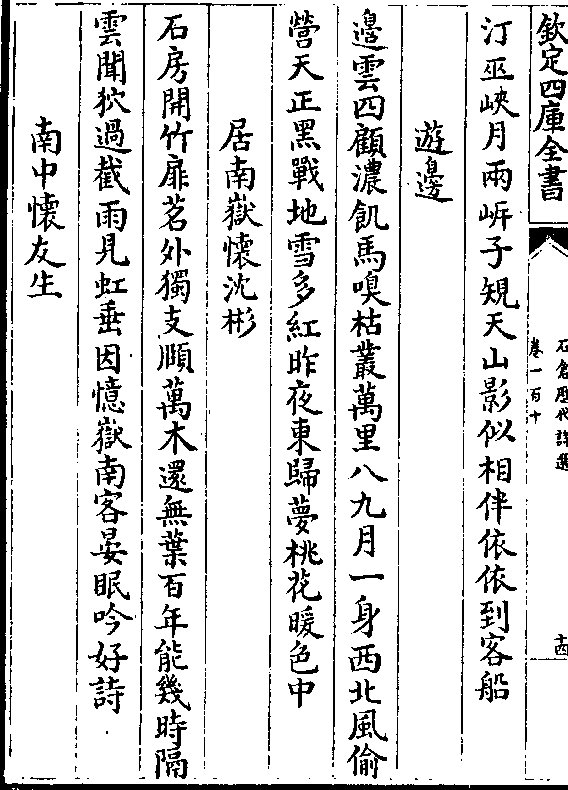 欽定四庫全書
石倉歷代詩選
卷一百十
十四
汀巫峽月兩㟁子䂓天山影似相伴依依到客船
遊邊
邉雲四顧濃飢馬嗅枯叢萬里八九月一身西北風偷
營天正黑戰地雪多紅昨夜東歸夢桃花暖色中
居南嶽懷沈彬
石房開竹扉茗外獨支頤萬木還無葉百年能幾時隔
雲聞狖過截雨見虹垂因憶嶽南客晏眠吟好詩
南中懷友生